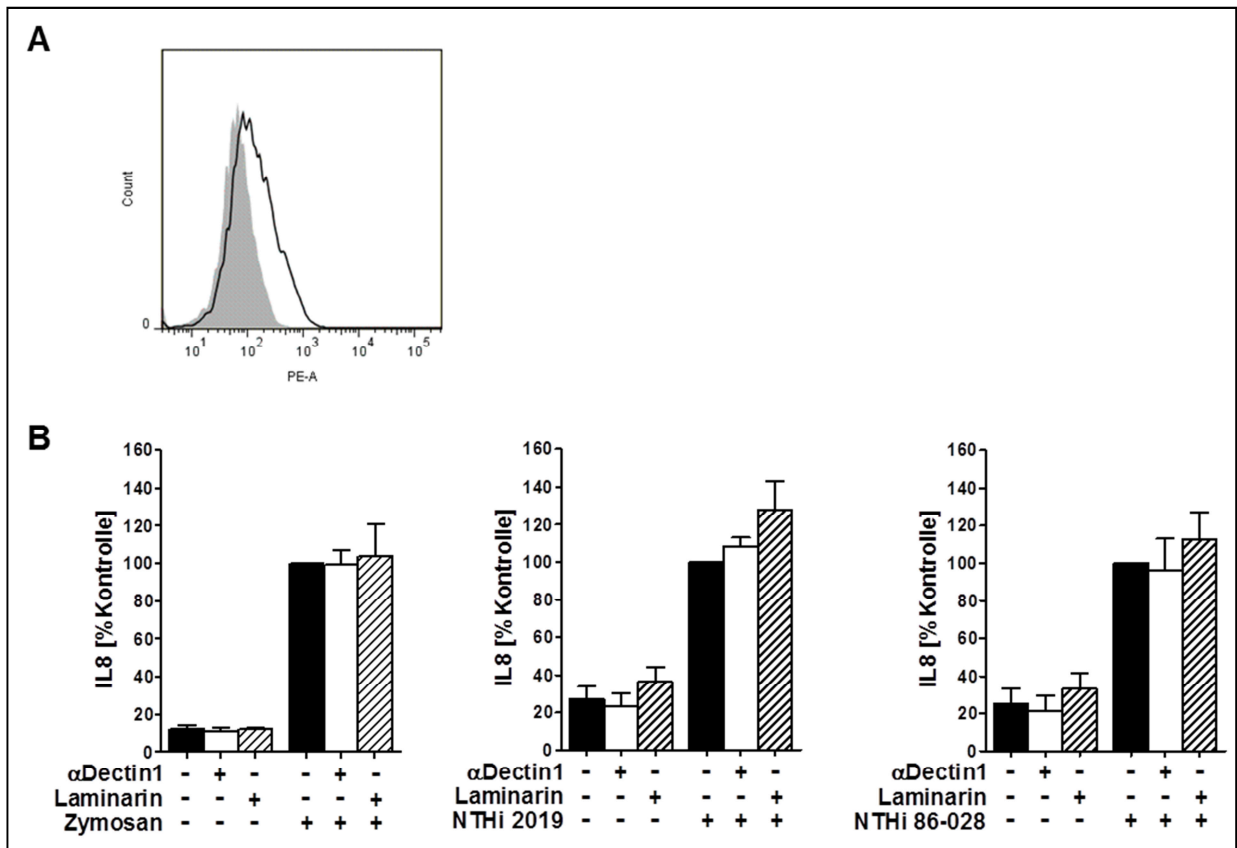 A
Count
0
10^1 10^2 10^3 10^4 10^5
PE-A
B
IL8 [% Kontrolle]
160
140
120
100
80
60
40
20
0
αDectin1 - + - - + -
Laminarin - - + - - +
Zymosan - - - + + +
IL8 [% Kontrolle]
160
140
120
100
80
60
40
20
0
αDectin1 - + - - + -
Laminarin - - + - - +
NTHi 2019 - - - + + +
IL8 [% Kontrolle]
160
140
120
100
80
60
40
20
0
αDectin1 - + - - + -
Laminarin - - + - - +
NTHi 86-028 - - - + + +